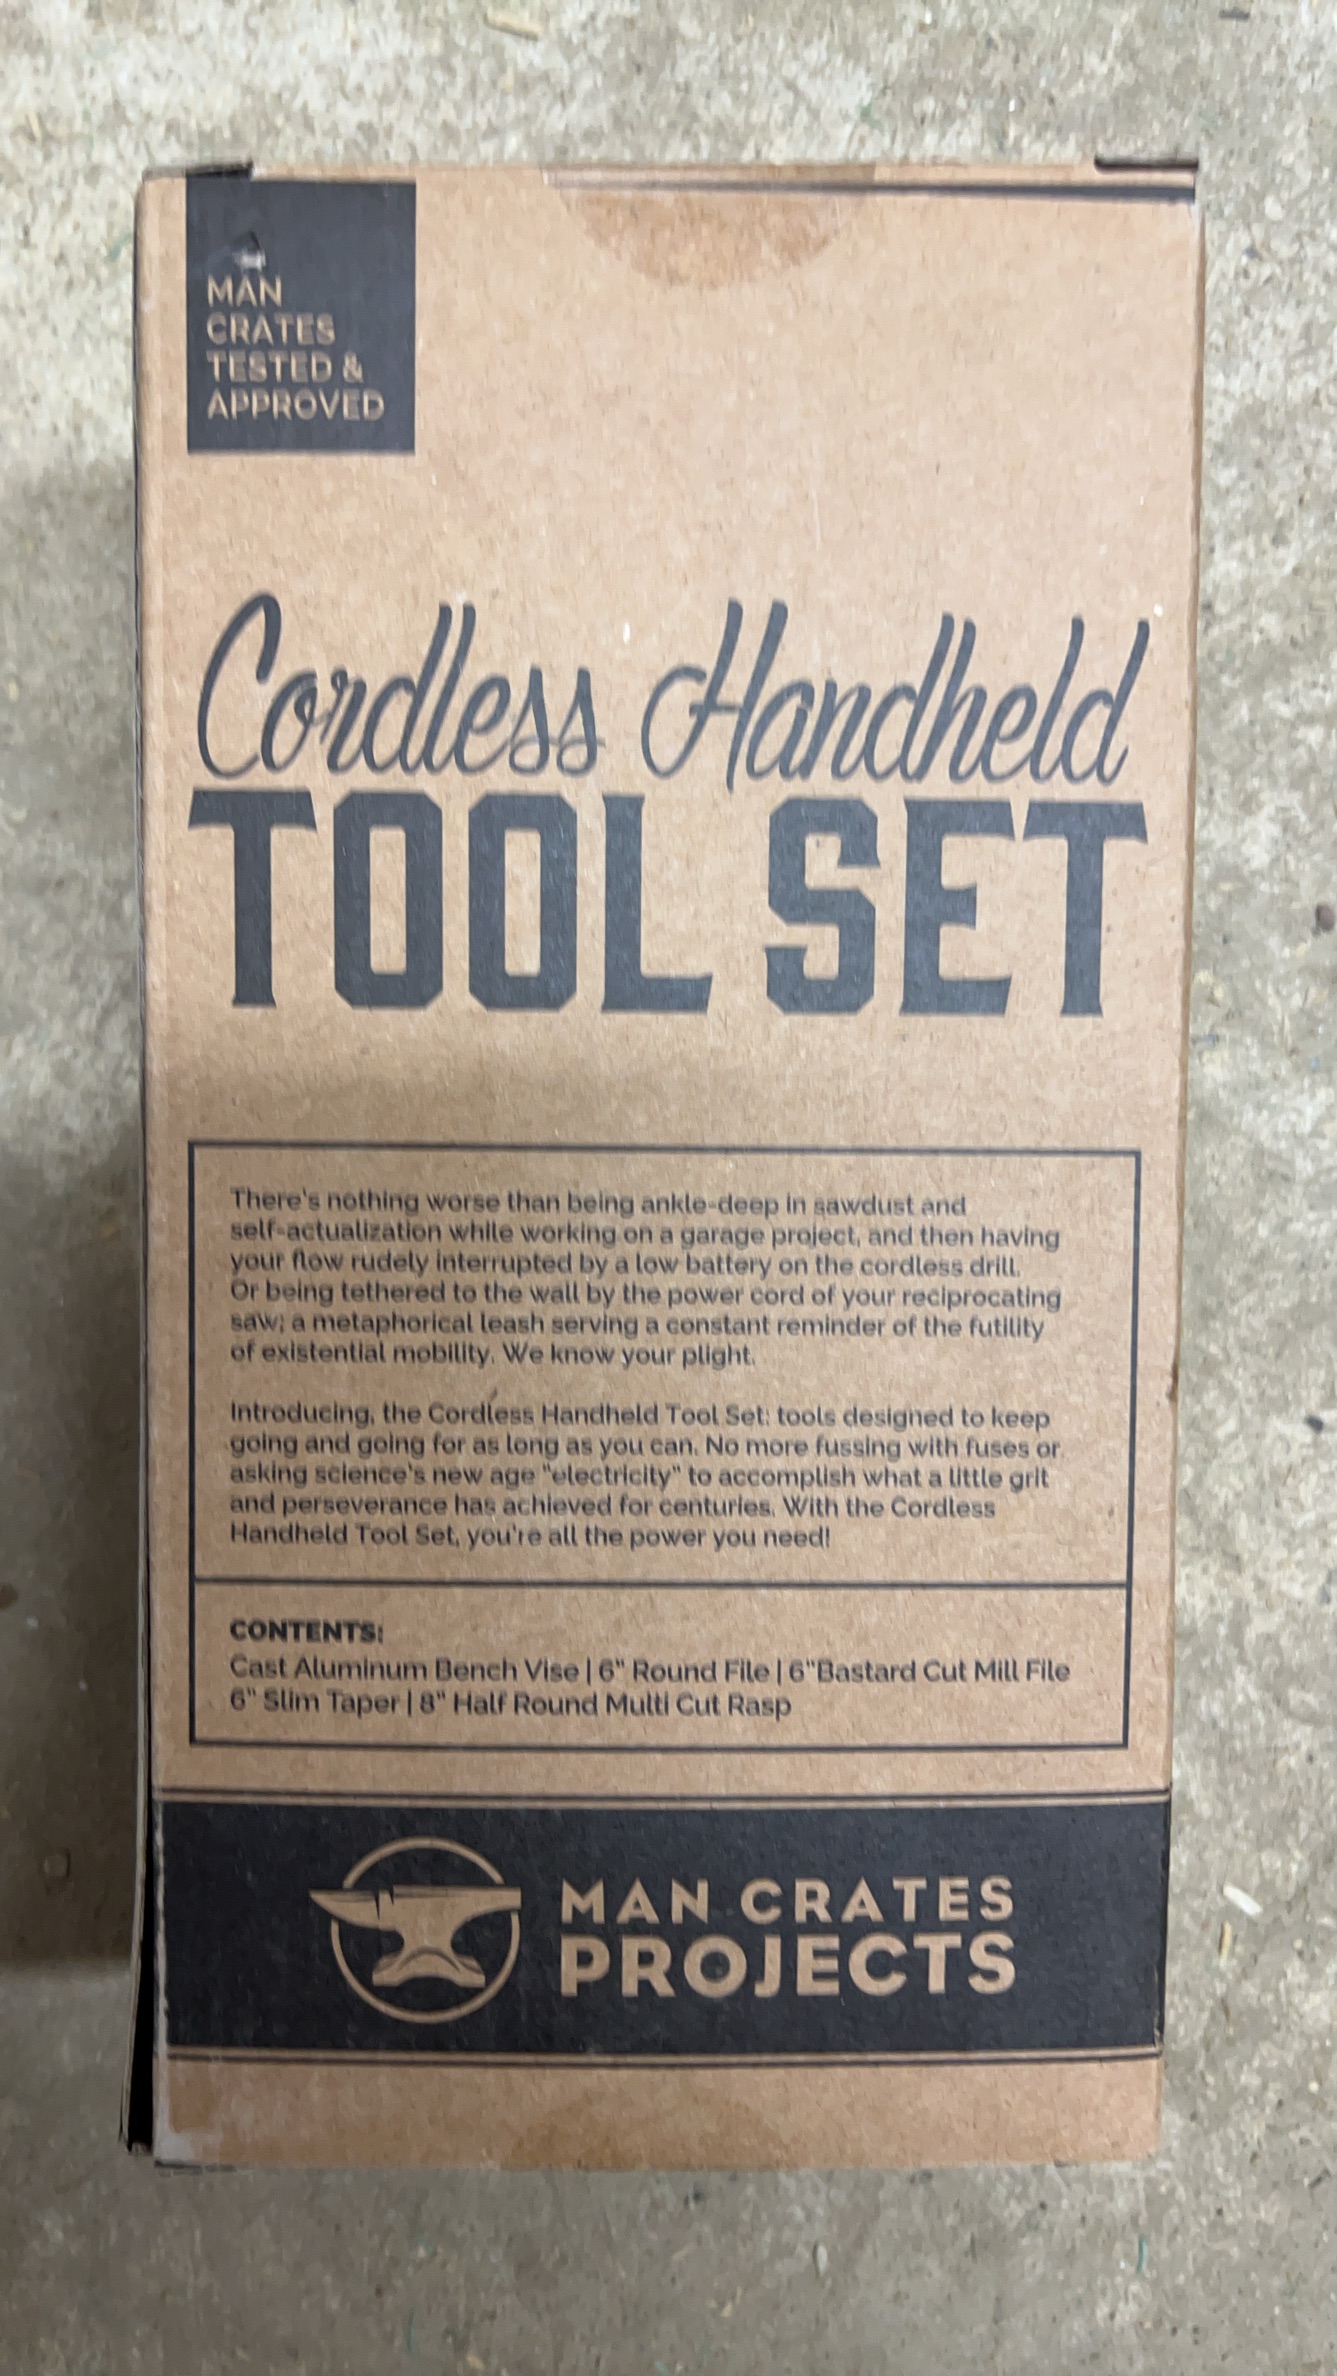 MAN
CRATES
TESTED &
APPROVED
Cordless Handheld
TOOL SET
There's nothing worse than being ankle-deep in sawdust and
self-actualization while working on a garage project, and then having
your flow rudely interrupted by a low battery on the cordless drill.
Or being tethered to the wall by the power cord of your reciprocating
saw; a metaphorical leash serving a constant reminder of the futility
of existential mobility. We know your plight.
Introducing, the Cordless Handheld Tool Set: tools designed to keep
going and going for as long as you can. No more fussing with fuses or
asking science's new age "electricity" to accomplish what a little grit
and perseverance has achieved for centuries. With the Cordless
Handheld Tool Set, you're all the power you need!
CONTENTS:
Cast Aluminum Bench Vise | 6" Round File | 6"Bastard Cut Mill File
6" Slim Taper | 8" Half Round Multi Cut Rasp
MAN CRATES
PROJECTS